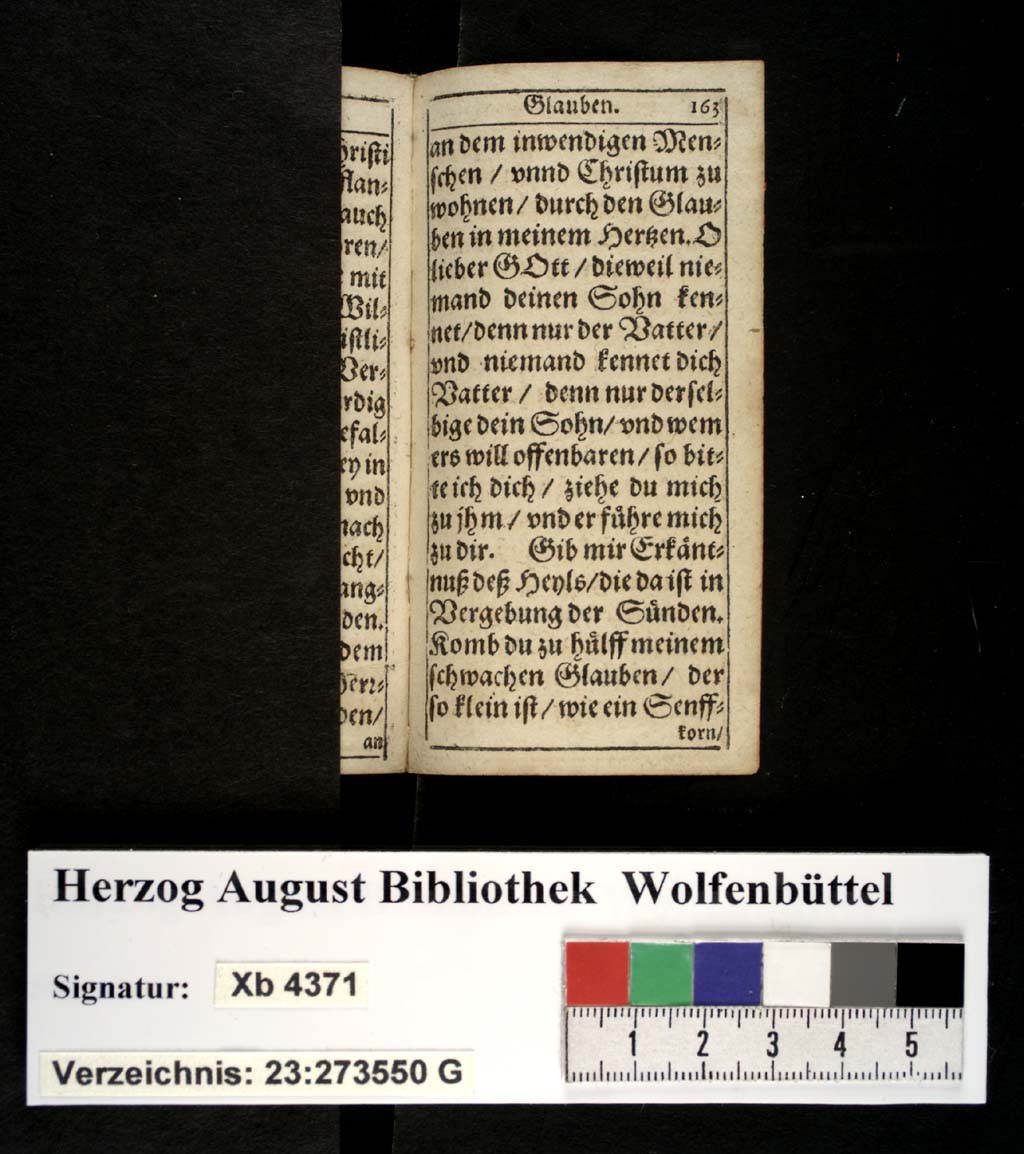 Glauben. 163
an dem inwendigen Men⸗
schen / vnnd Christum zu
wohnen / durch den Glau⸗
ben in meinem Hertzen. O
lieber GOtt / dieweil nie⸗
mand deinen Sohn ken⸗
net / denn nur der Vatter /
vnd niemand kennet dich
Vatter / denn nur dersel⸗
bige dein Sohn / vnd wem
ers will offenbaren / so bit⸗
te ich dich / ziehe du mich
zu jhm / vnd er führe mich
zu dir. Gib mir Erkänt⸗
nuß deß Heyls / die da ist in
Vergebung der Sünden.
Komb du zu hülff meinem
schwachen Glauben / der
so klein ist / wie ein Senff⸗
korn /
auch
mit
vnd
dem
an
Herzog August Bibliothek Wolfenbüttel
Signatur: Xb 4371
Verzeichnis: 23:273550 G
1 2 3 4 5